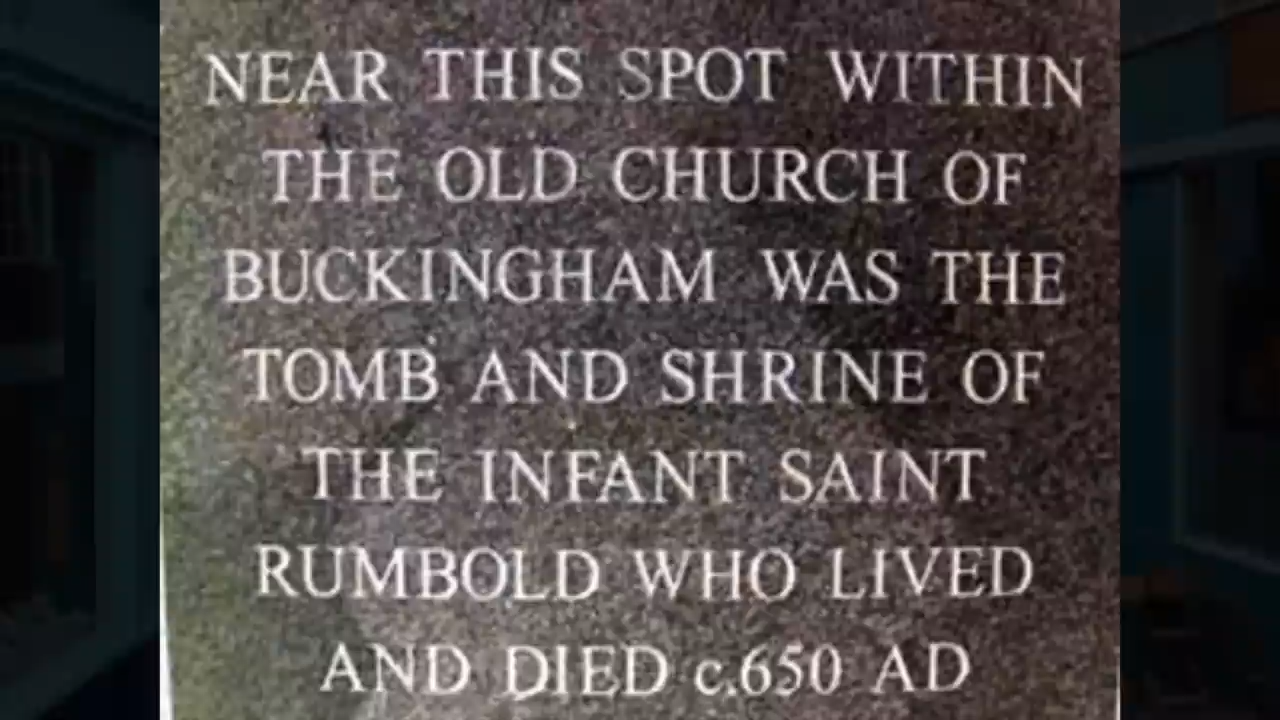 NEAR THIS SPOT WITHIN
THE OLD CHURCH OF
BUCKINGHAM WAS THE
TOMB AND SHRINE OF
THE INFANT SAINT
RUMBOLD WHO LIVED
AND DIED c.650 AD